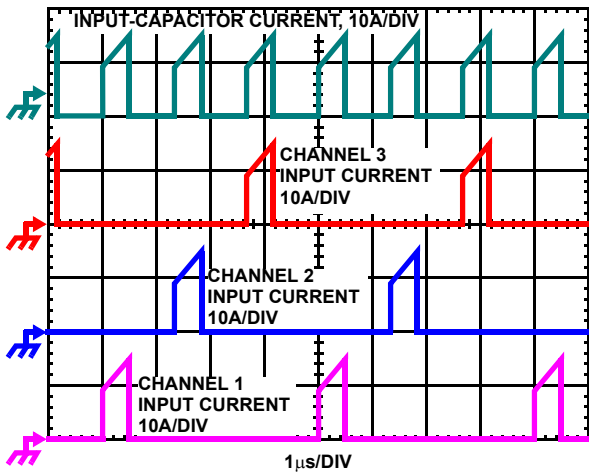 INPUT-CAPACITOR CURRENT, 10A/DIV
CHANNEL 3
INPUT CURRENT
10A/DIV
CHANNEL 2
INPUT CURRENT
10A/DIV
CHANNEL 1
INPUT CURRENT
10A/DIV
1μs/DIV